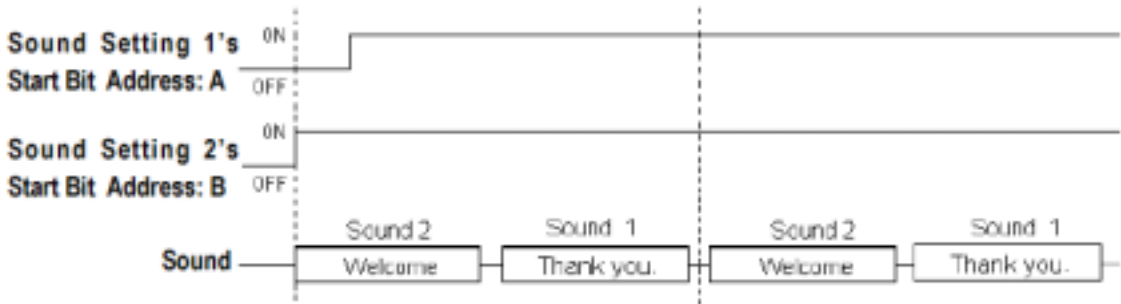 Sound Setting 1's
ON
Start Bit Address: A
OFF
Sound Setting 2's
ON
Start Bit Address: B
OFF
Sound 2
Sound 1
Sound 2
Sound 1
Sound
Welcome
Thank you.
Welcome
Thank you.